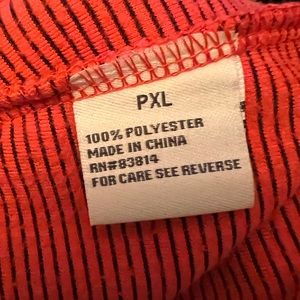 PXL
100% POLYESTER
MADE IN CHINA
RN#83814
FOR CARE SEE REVERSE